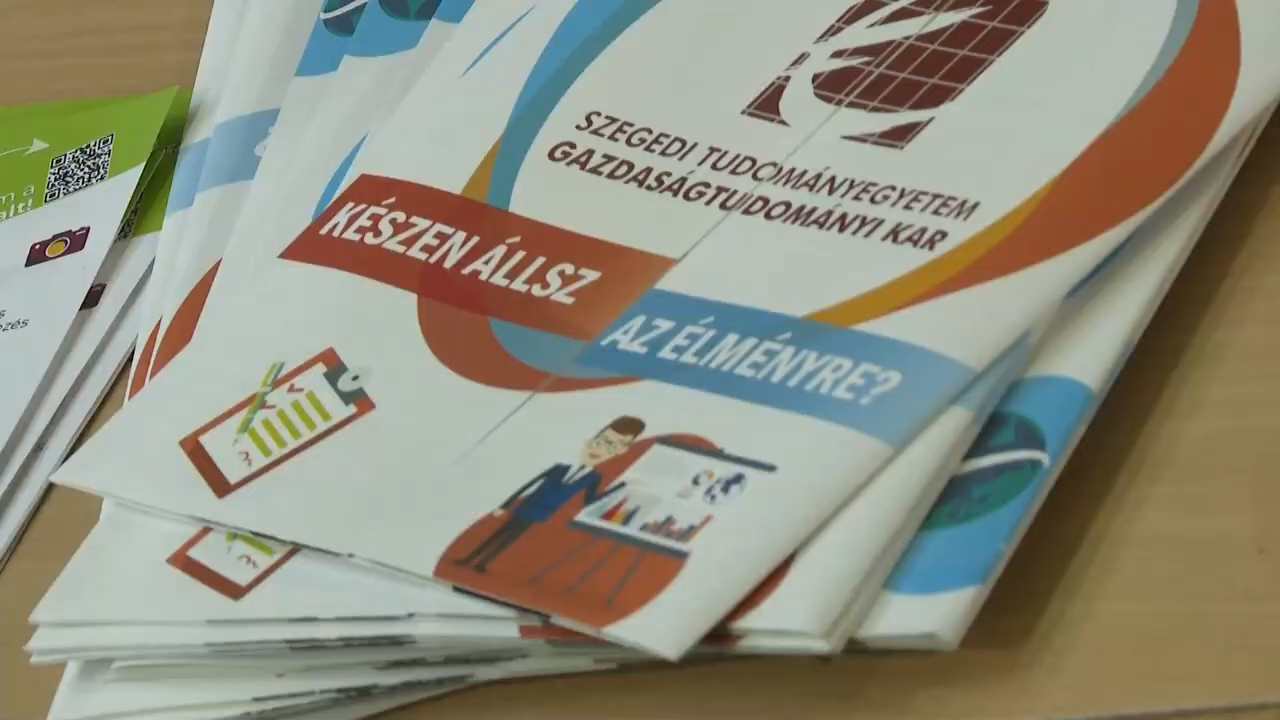 SZEGEDI TUDOMÁNYEGYETEM
GAZDASÁGTUDOMÁNYI KAR
KÉSZEN ÁLLSZ
AZ ÉLMÉNYRE?